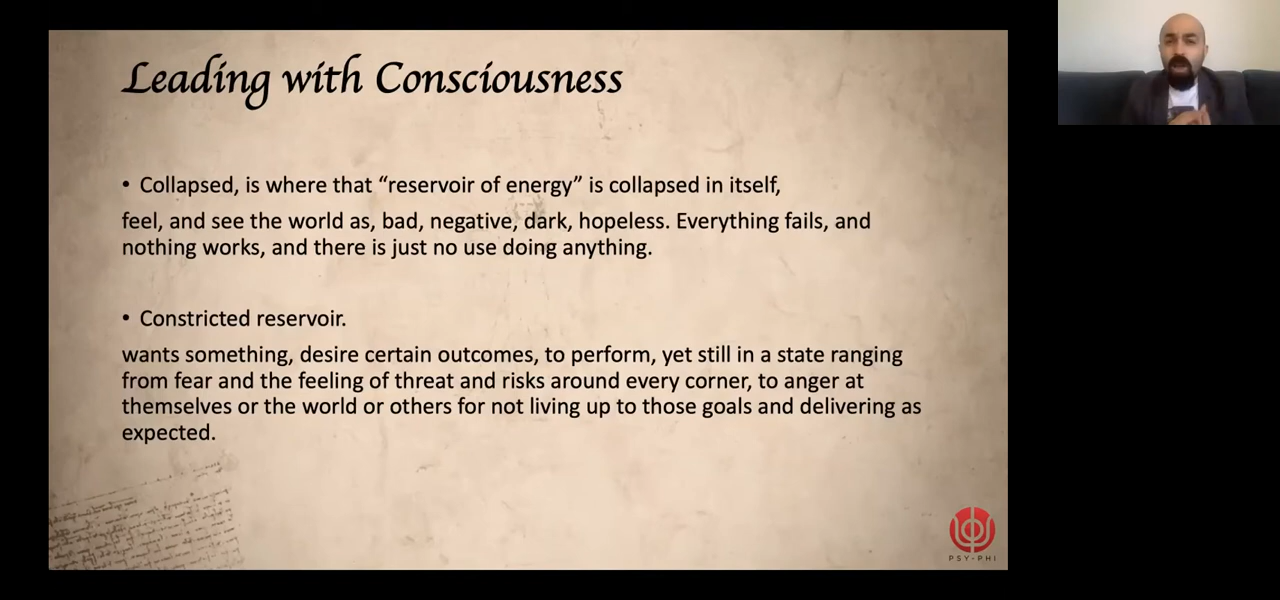 Leading with Consciousness
• Collapsed, is where that “reservoir of energy” is collapsed in itself,
feel, and see the world as, bad, negative, dark, hopeless. Everything fails, and
nothing works, and there is just no use doing anything.
• Constricted reservoir.
wants something, desire certain outcomes, to perform, yet still in a state ranging
from fear and the feeling of threat and risks around every corner, to anger at
themselves or the world or others for not living up to those goals and delivering as
expected.
PSY-PHI